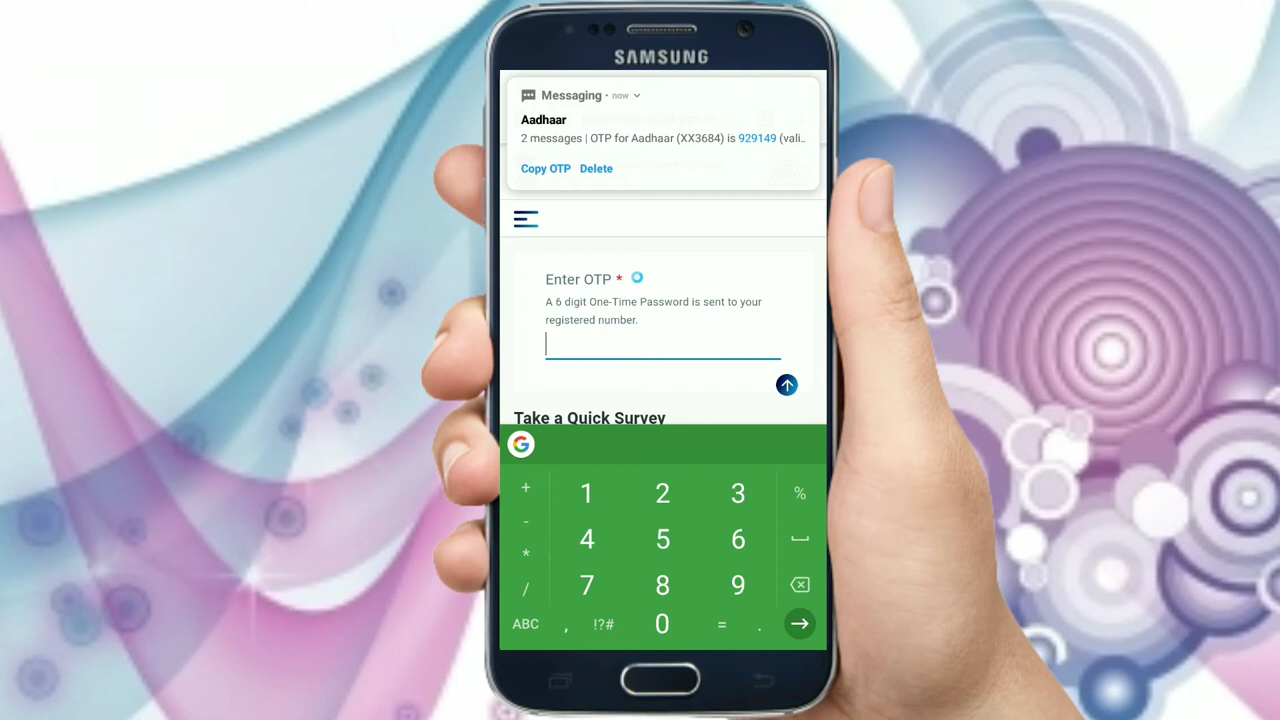 SAMSUNG
Messaging · now
Aadhaar
2 messages | OTP for Aadhaar (XX3684) is 929149 (vali..
Copy OTP Delete
Enter OTP *
A 6 digit One-Time Password is sent to your
registered number.
Take a Quick Survey
G
+ 1 2 3 %
- 4 5 6
* 7 8 9
/
ABC , !?# 0 = .